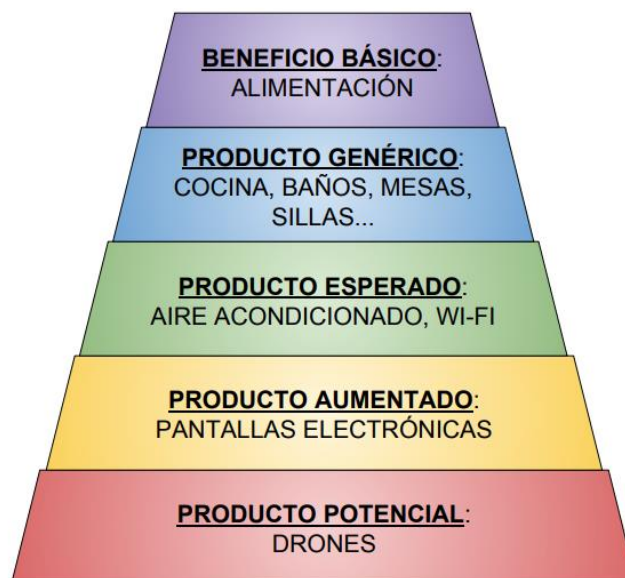 BENEFICIO BÁSICO:
ALIMENTACIÓN
PRODUCTO GENÉRICO:
COCINA, BAÑOS, MESAS,
SILLAS...
PRODUCTO ESPERADO:
AIRE ACONDICIONADO, WI-FI
PRODUCTO AUMENTADO:
PANTALLAS ELECTRÓNICAS
PRODUCTO POTENCIAL:
DRONES